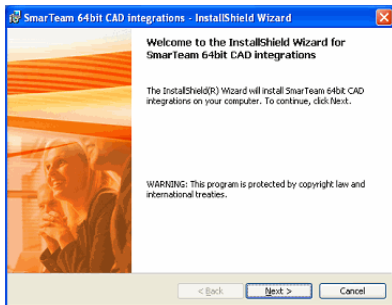 SmarTeam 64bit CAD integrations - InstallShield Wizard
Welcome to the InstallShield Wizard for
SmarTeam 64bit CAD integrations
The InstallShield(R) Wizard will install SmarTeam 64bit CAD
integrations on your computer. To continue, click Next.
WARNING: This program is protected by copyright law and
international treaties.
< Back
Next >
Cancel